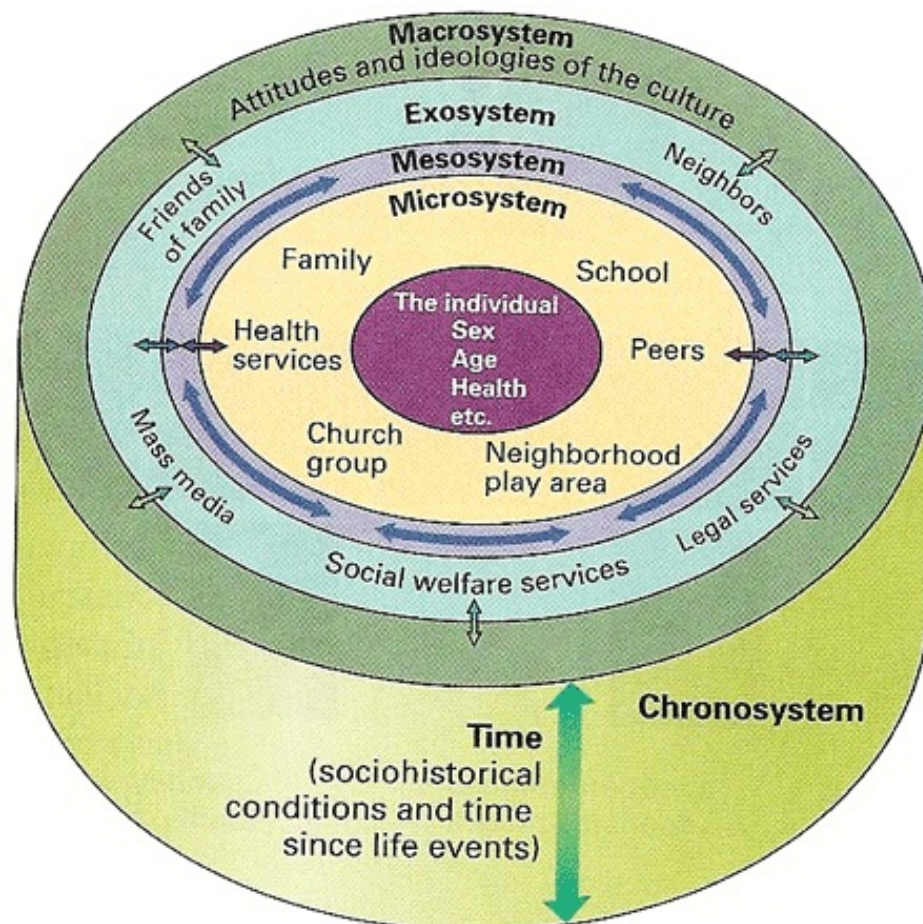 Macrosystem
Attitudes and ideologies of the culture
Exosystem
Mesosystem
Microsystem
Friends
of family
Neighbors
Family
School
The individual
Sex
Age
Health
etc.
Health
services
Peers
Church
group
Neighborhood
play area
Mass media
Social welfare services
Legal services
Chronosystem
Time
(sociohistorical
conditions and time
since life events)